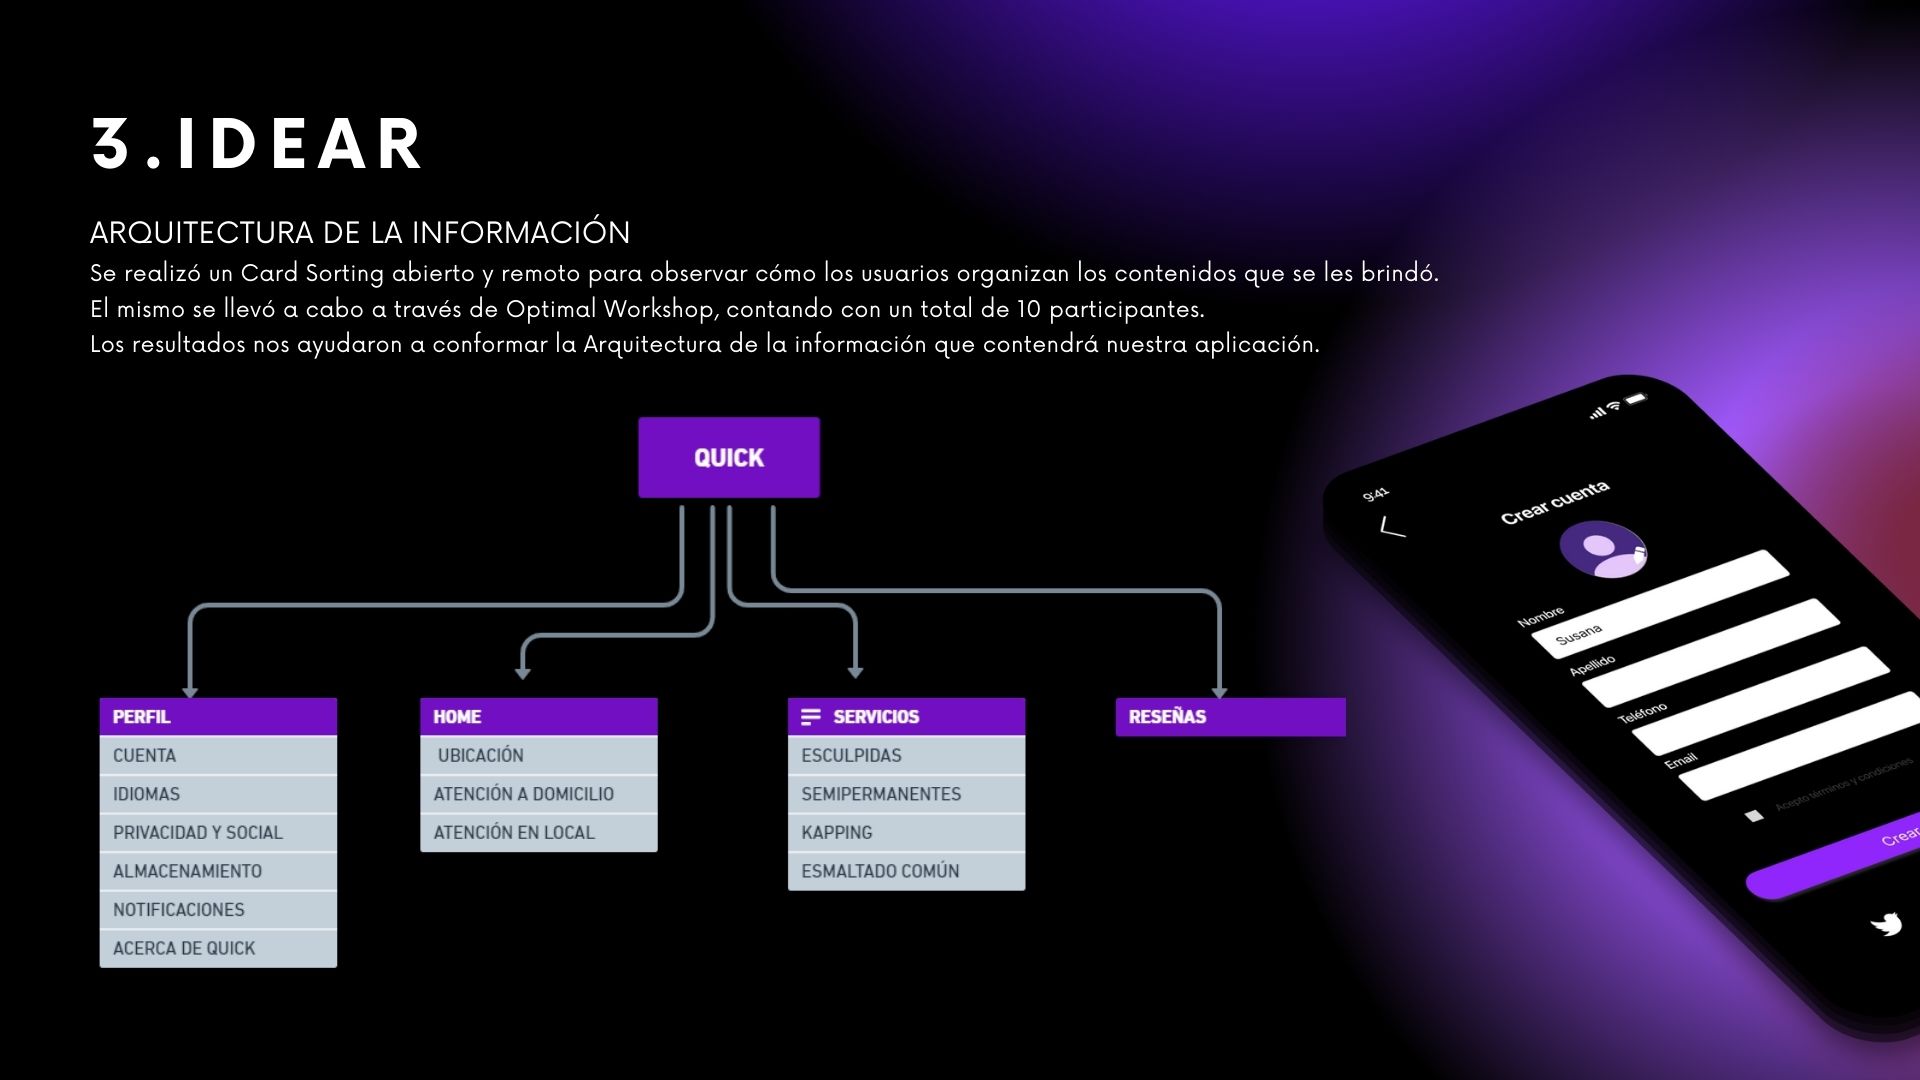 3.IDEAR
ARQUITECTURA DE LA INFORMACIÓN
Se realizó un Card Sorting abierto y remoto para observar cómo los usuarios organizan los contenidos que se les brindó.
El mismo se llevó a cabo a través de Optimal Workshop, contando con un total de 10 participantes.
Los resultados nos ayudaron a conformar la Arquitectura de la información que contendrá nuestra aplicación.
QUICK
PERFIL
CUENTA
IDIOMAS
PRIVACIDAD Y SOCIAL
ALMACENAMIENTO
NOTIFICACIONES
ACERCA DE QUICK
HOME
UBICACIÓN
ATENCIÓN A DOMICILIO
ATENCIÓN EN LOCAL
SERVICIOS
ESCULPIDAS
SEMIPERMANENTES
KAPPING
ESMALTADO COMÚN
RESEÑAS
9:41
Crear cuenta
Nombre
Susana
Apellido
Teléfono
Email
Acepto términos y condiciones
Crear